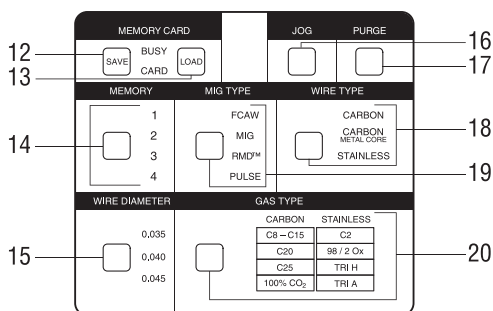 MEMORY CARD
JOG
PURGE
12
SAVE
BUSY
CARD
LOAD
13
16
17
MEMORY
MIG TYPE
WIRE TYPE
14
1
2
3
4
FCAW
MIG
RMD™
PULSE
CARBON
CARBON
METAL CORE
STAINLESS
18
19
WIRE DIAMETER
GAS TYPE
15
0.035
0.040
0.045
CARBON STAINLESS
C8 – C15 C2
C20 98 / 2 Ox
C25 TRI H
100% CO₂ TRI A
20